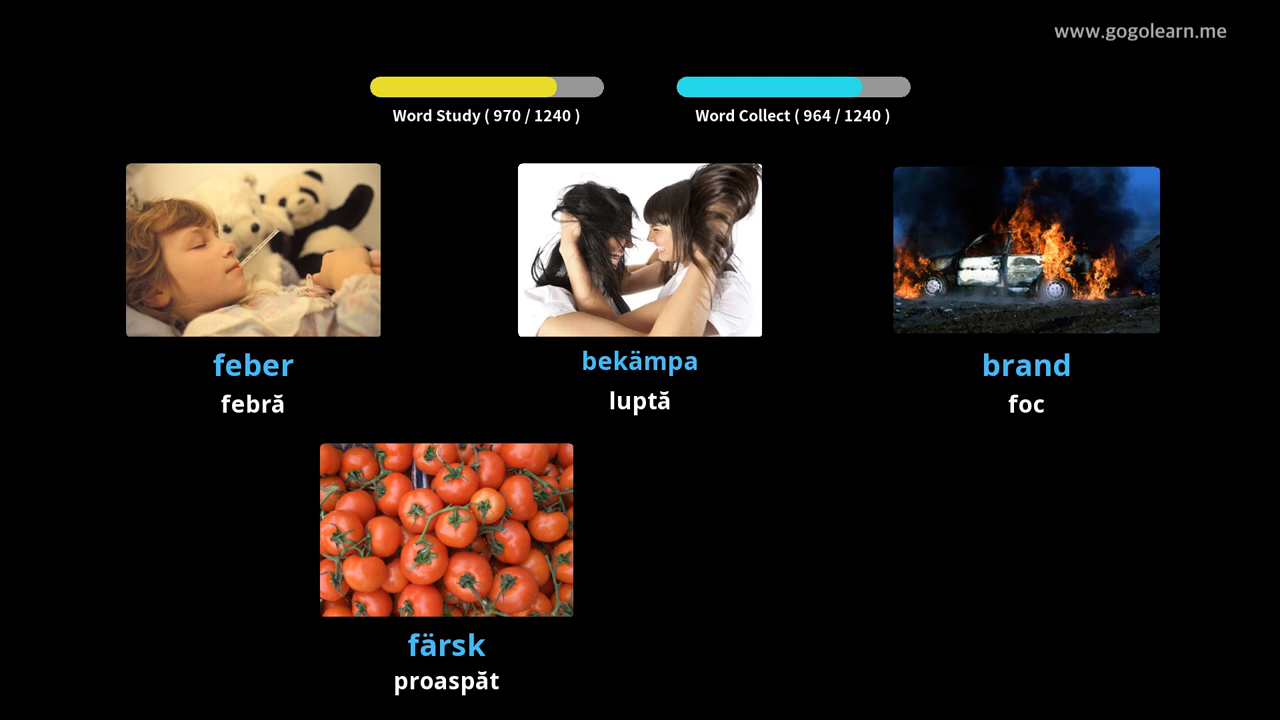 www.gogolearn.me
Word Study ( 970 / 1240 )
Word Collect ( 964 / 1240 )
feber
febră
bekämpa
luptă
brand
foc
färsk
proaspăt